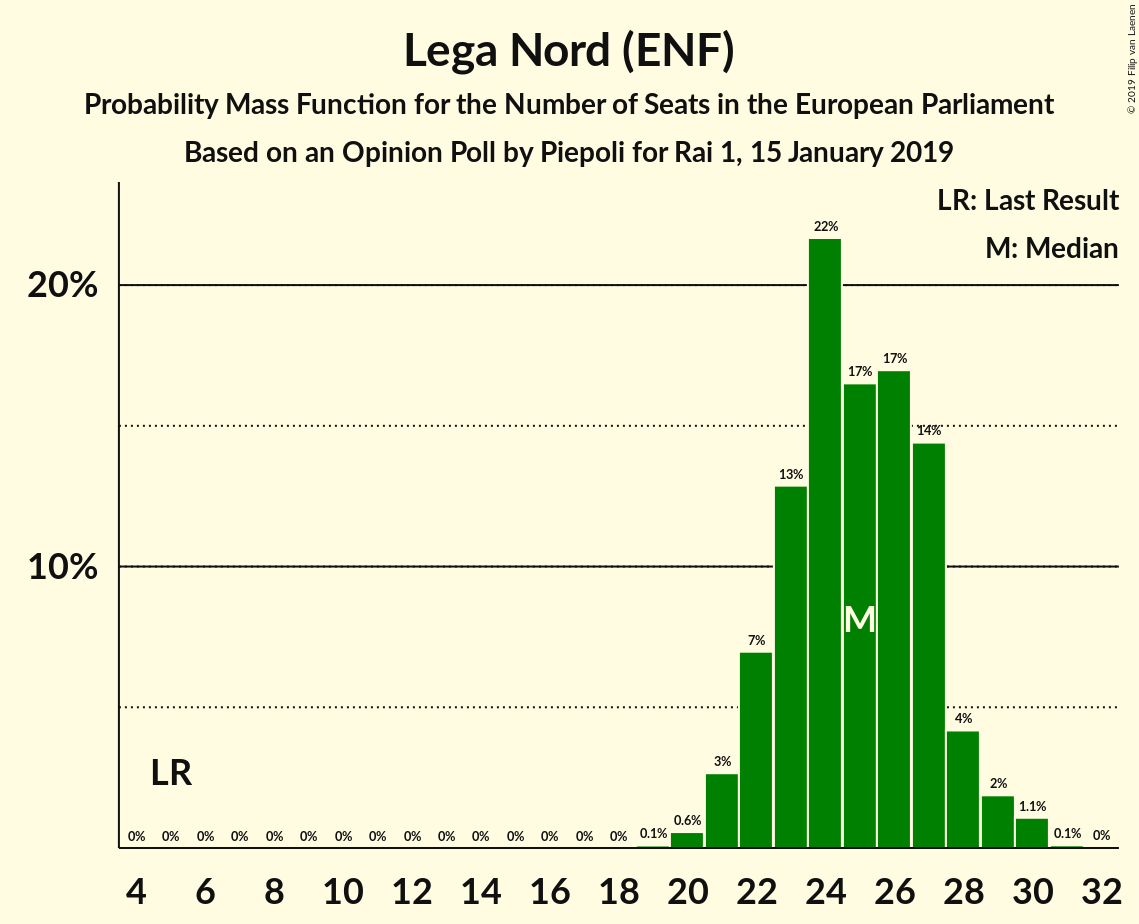 Lega Nord (ENF)
Probability Mass Function for the Number of Seats in the European Parliament
Based on an Opinion Poll by Piepoli for Rai 1, 15 January 2019
© 2019 Filip van Laenen
LR: Last Result
M: Median
20%
10%
22%
17%
17%
14%
13%
7%
4%
3%
2%
1.1%
0.6%
0.1%
0.1%
M
LR
0% 0% 0% 0% 0% 0% 0% 0% 0% 0% 0% 0% 0% 0% 0% 0%
4 6 8 10 12 14 16 18 20 22 24 26 28 30 32